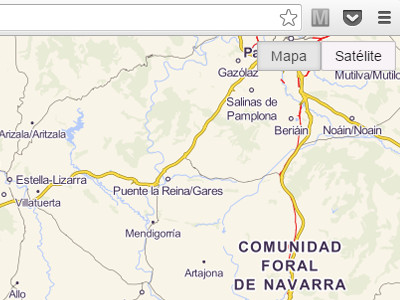 M
Mapa
Satélite
Gazólaz
Mutilva/Mutilo
Salinas de
Pamplona
Arizala/Aritzala
Beriáin
Noáin/Noain
Estella-Lizarra
Puente la Reina/Gares
Villatuerta
Mendigorría
COMUNIDAD
FORAL
DE NAVARRA
Artajona
Allo